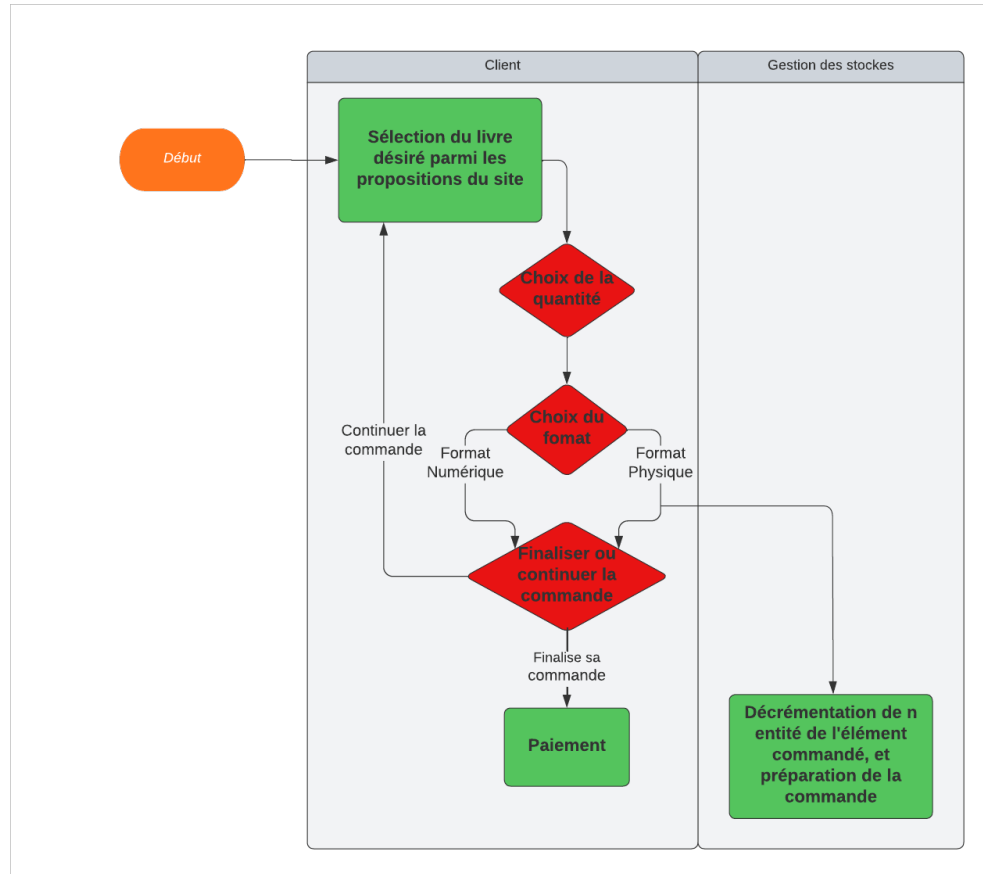 Client
Gestion des stockes
Début
Sélection du livre
désiré parmi les
propositions du site
Choix de la
quantité
Choix du
fomat
Continuer la
commande
Format
Numérique
Format
Physique
Finaliser ou
continuer la
commande
Finalise sa
commande
Paiement
Décrémentation de n
entité de l'élément
commandé, et
préparation de la
commande